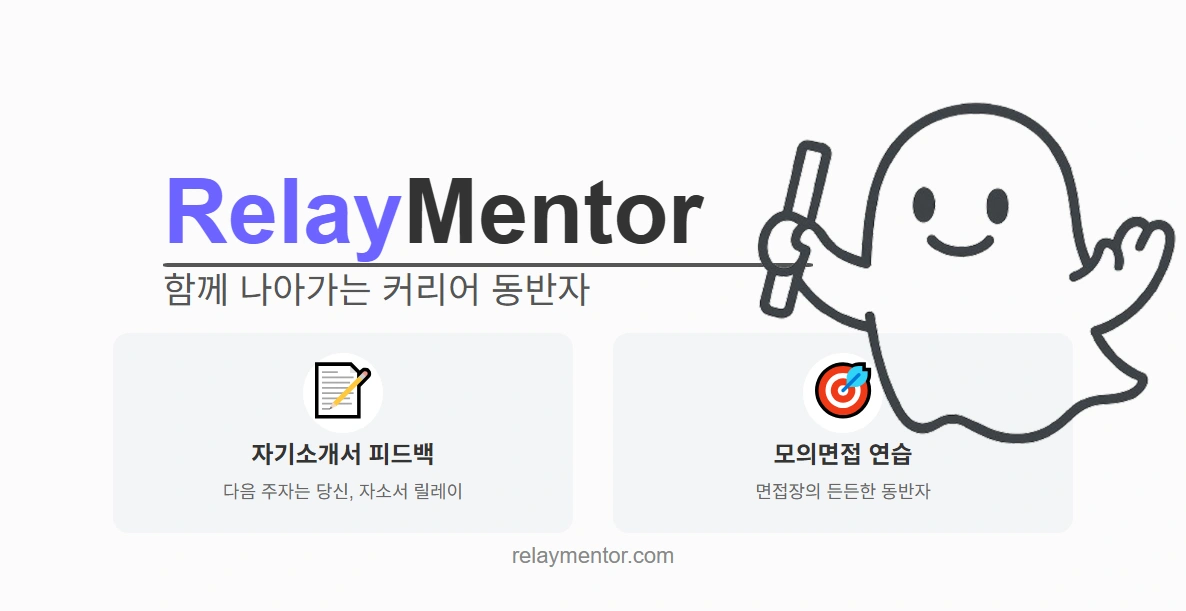 RelayMentor
함께 나아가는 커리어 동반자
자기소개서 피드백
다음 주자는 당신, 자소서 릴레이
모의면접 연습
면접장의 든든한 동반자
relaymentor.com